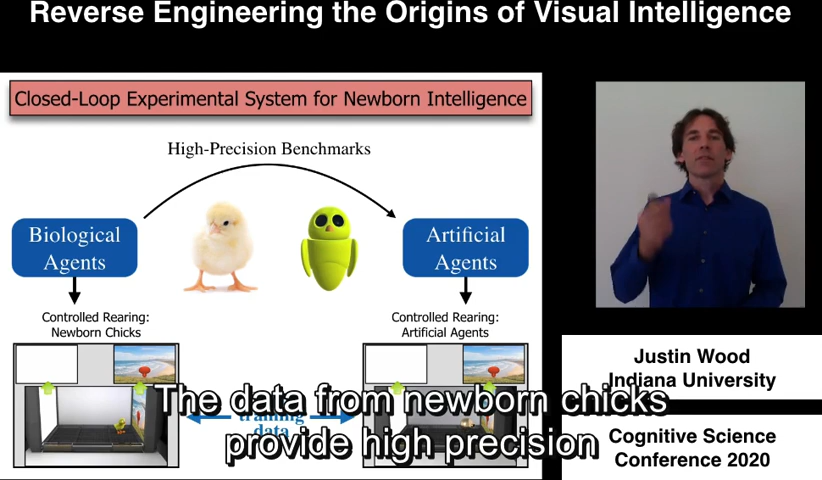 Reverse Engineering the Origins of Visual Intelligence
Closed-Loop Experimental System for Newborn Intelligence
High-Precision Benchmarks
Biological
Agents
Artificial
Agents
Controlled Rearing:
Newborn Chicks
Controlled Rearing:
Artificial Agents
training
data
The data from newborn chicks
provide high precision
Justin Wood
Indiana University
Cognitive Science
Conference 2020